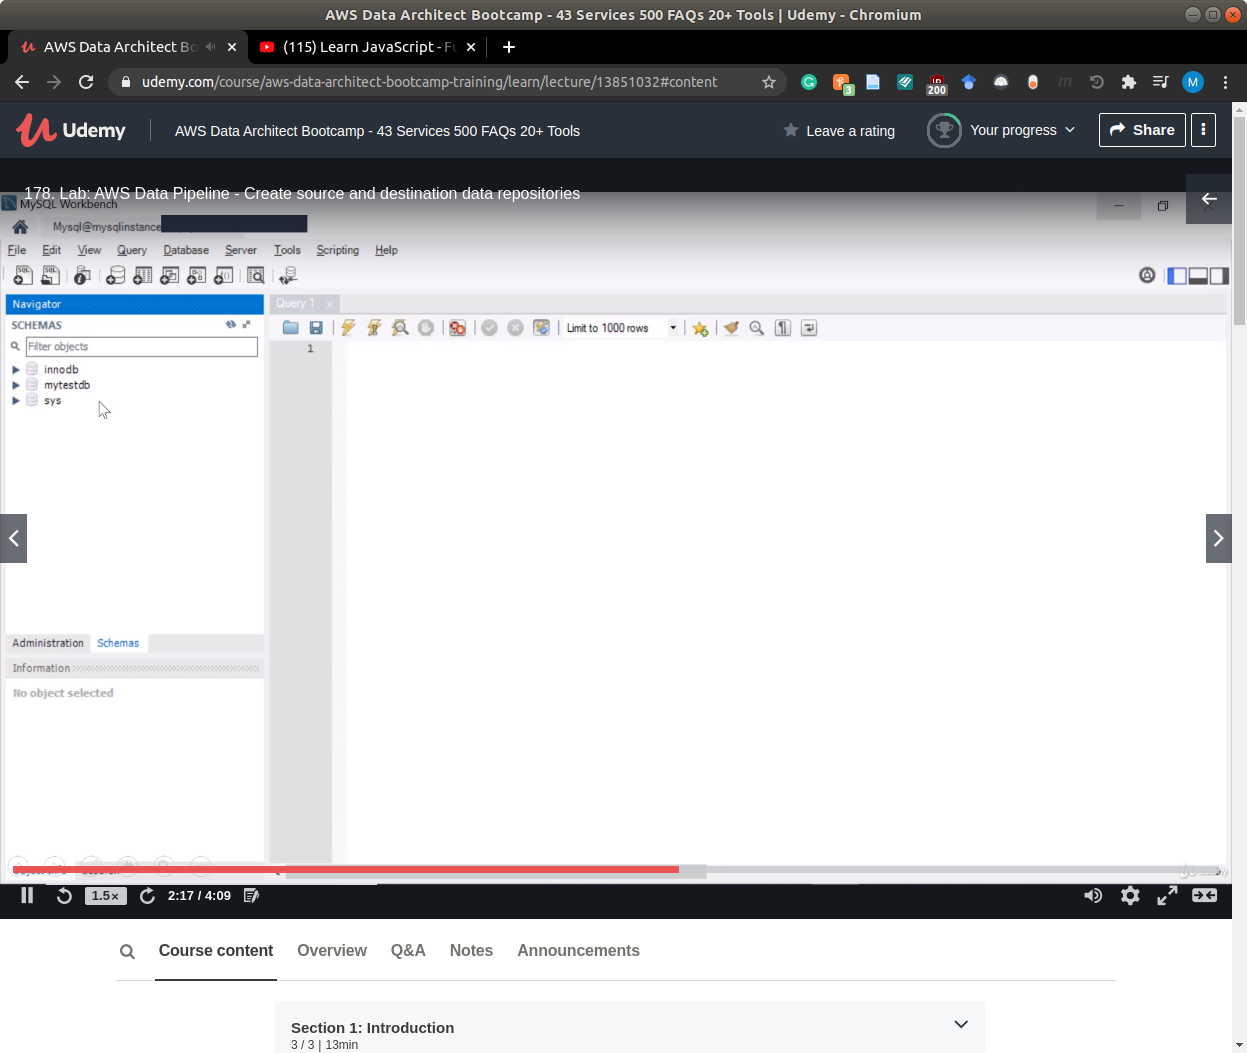 AWS Data Architect Bootcamp - 43 Services 500 FAQs 20+ Tools | Udemy - Chromium
AWS Data Architect Bo
(115) Learn JavaScript - Fu
udemy.com/course/aws-data-architect-bootcamp-training/learn/lecture/13851032#content
3
200
M
Udemy
AWS Data Architect Bootcamp - 43 Services 500 FAQs 20+ Tools
Leave a rating
Your progress
Share
178. Lab: AWS Data Pipeline - Create source and destination data repositories
MySQL Workbench
Mysql@mysqlinstance
File Edit View Query Database Server Tools Scripting Help
Navigator
Query 1
SCHEMAS
Limit to 1000 rows
Filter objects
1
innodb
mytestdb
sys
Administration Schemas
Information
No object selected
1.5x
2:17 / 4:09
Course content Overview Q&A Notes Announcements
Section 1: Introduction
3 / 3 | 13min